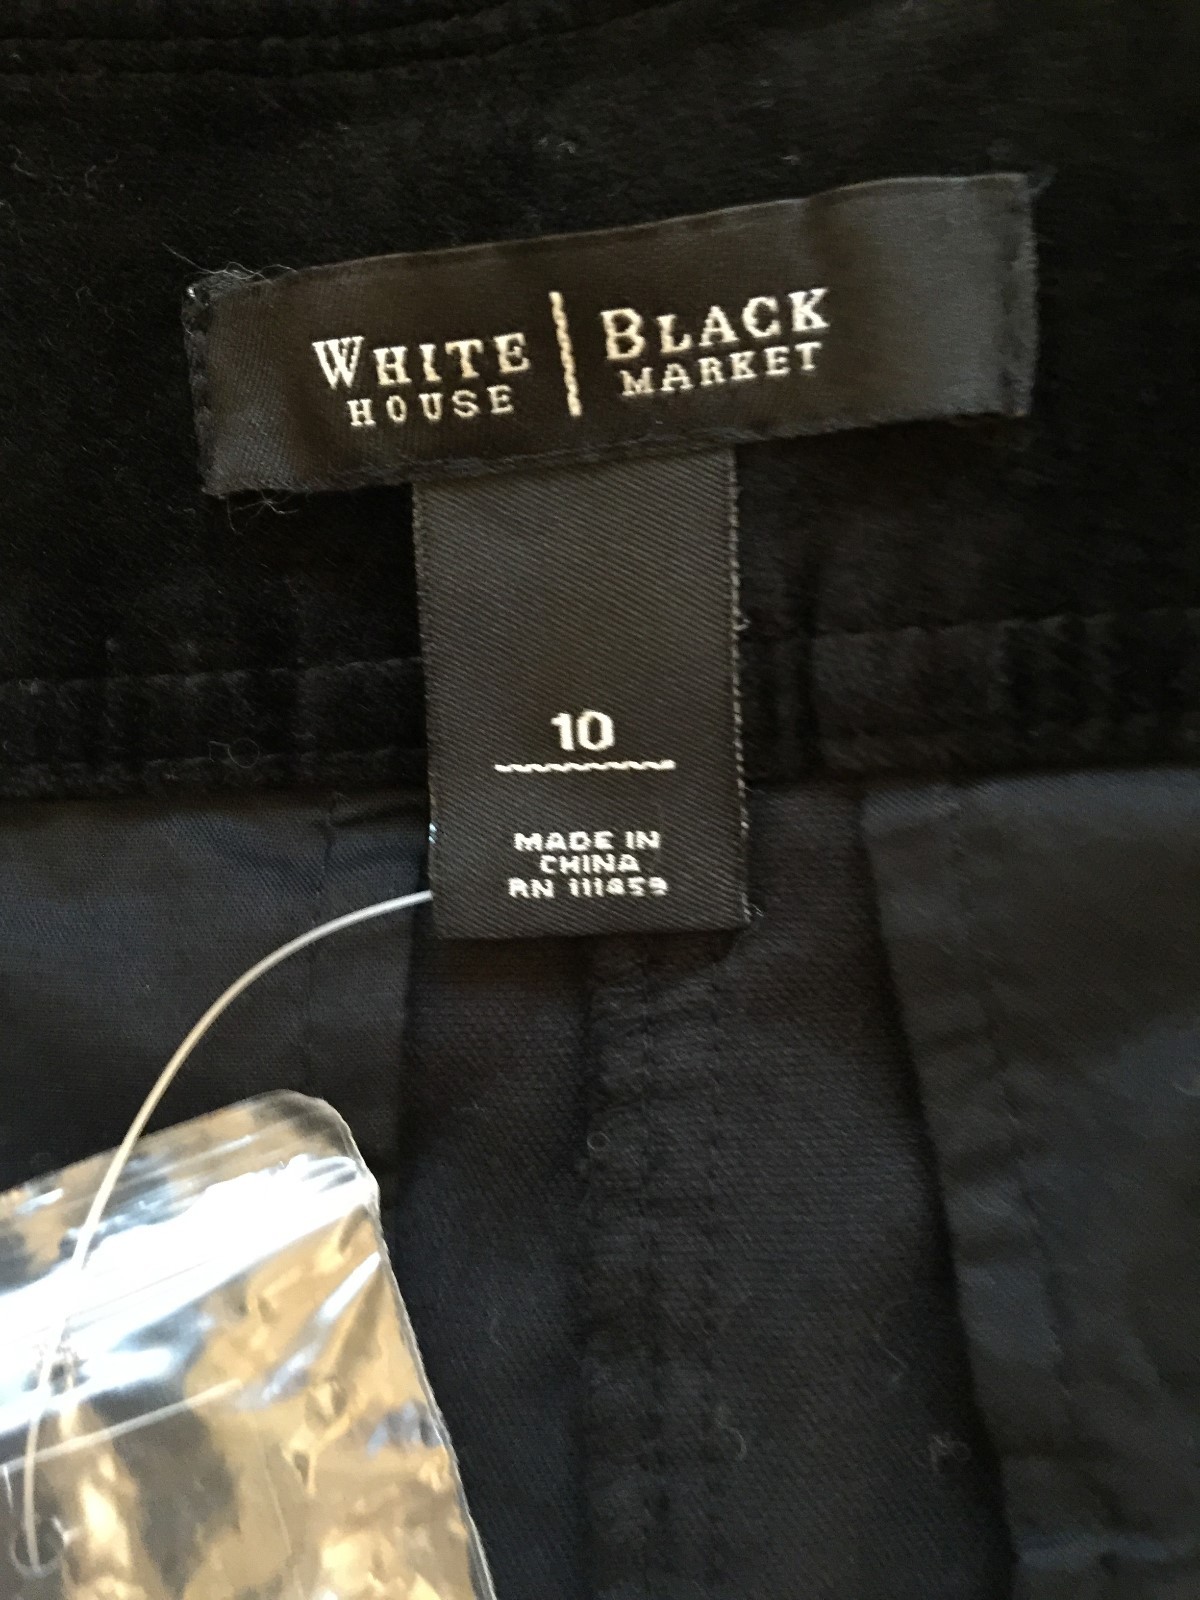 WHITE | BLACK
HOUSE MARKET
10
MADE IN
CHINA
RN 111459